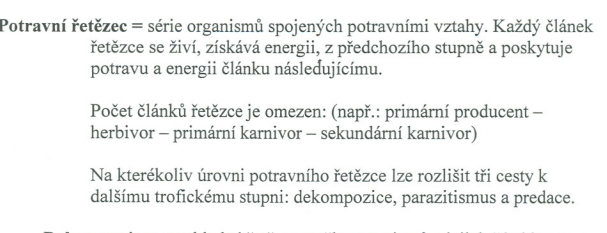 Potravní řetězec = série organismů spojených potravními vztahy. Každý článek
řetězce se živí, získává energii, z předchozího stupně a poskytuje
potravu a energii článku následujícímu.
Počet článků řetězce je omezen: (např.: primární producent –
herbivor – primární karnivor – sekundární karnivor)
Na kterékoliv úrovni potravního řetězce lze rozlišit tři cesty k
dalšímu trofickému stupni: dekompozice, parazitismus a predace.